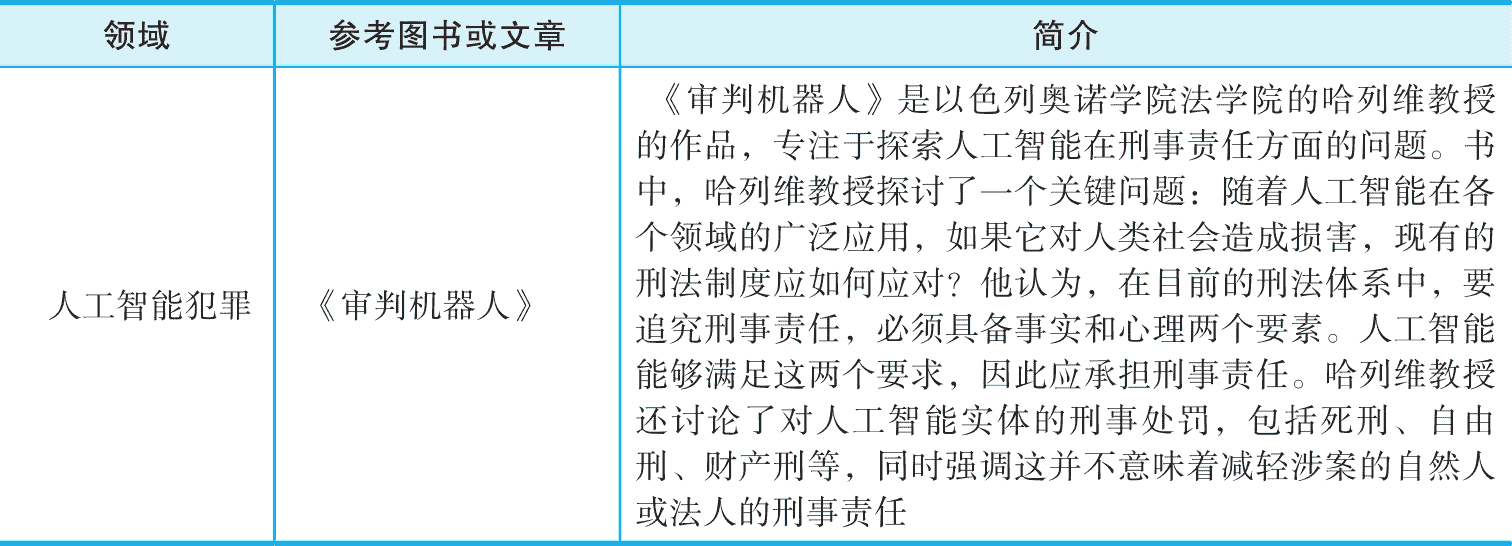 领域 参考图书或文章 简介
人工智能犯罪 《审判机器人》
《审判机器人》是以色列奥诺学院法学院的哈列维教授
的作品，专注于探索人工智能在刑事责任方面的问题。书
中，哈列维教授探讨了一个关键问题：随着人工智能在各
个领域的广泛应用，如果它对人类社会造成损害，现有的
刑法制度应如何应对？他认为，在目前的刑法体系中，要
追究刑事责任，必须具备事实和心理两个要素。人工智能
能够满足这两个要求，因此应承担刑事责任。哈列维教授
还讨论了对人工智能实体的刑事处罚，包括死刑、自由
刑、财产刑等，同时强调这并不意味着减轻涉案的自然人
或法人的刑事责任